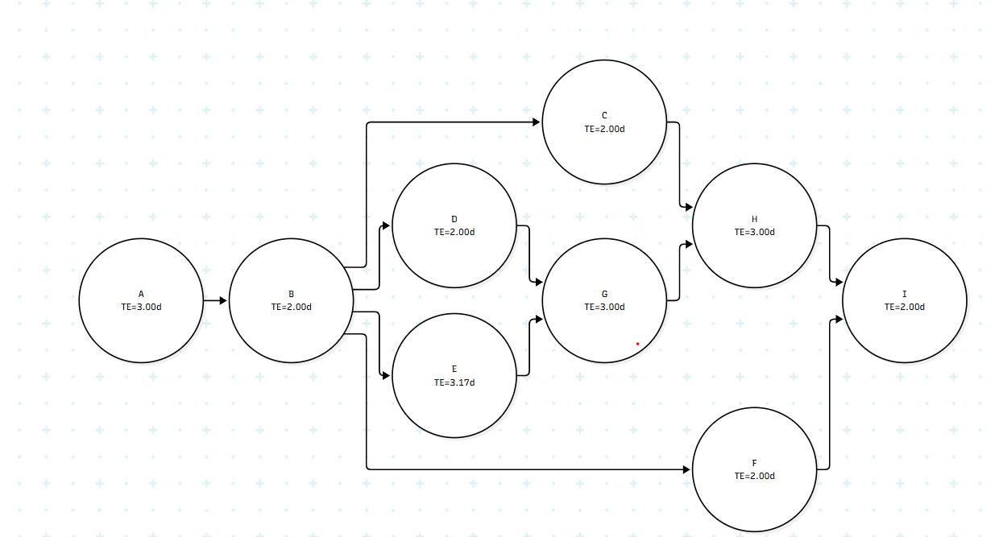 A
TE=3.00d
B
TE=2.00d
C
TE=2.00d
D
TE=2.00d
E
TE=3.17d
G
TE=3.00d
H
TE=3.00d
F
TE=2.00d
I
TE=2.00d